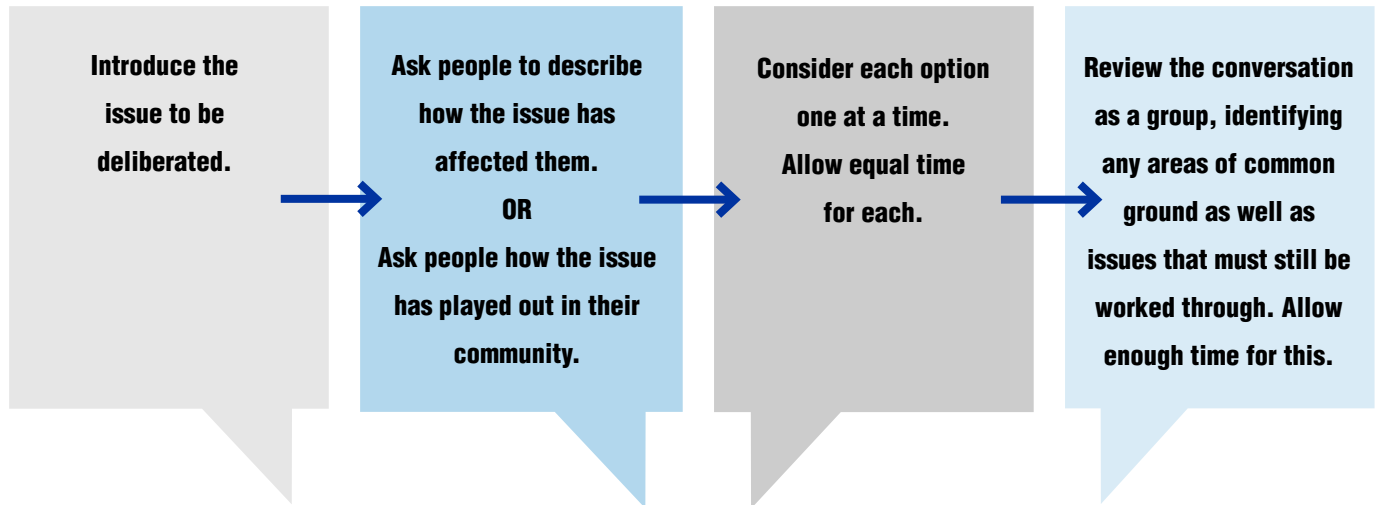 Introduce the
issue to be
deliberated.
Ask people to describe
how the issue has
affected them.
OR
Ask people how the issue
has played out in their
community.
Consider each option
one at a time.
Allow equal time
for each.
Review the conversation
as a group, identifying
any areas of common
ground as well as
issues that must still be
worked through. Allow
enough time for this.